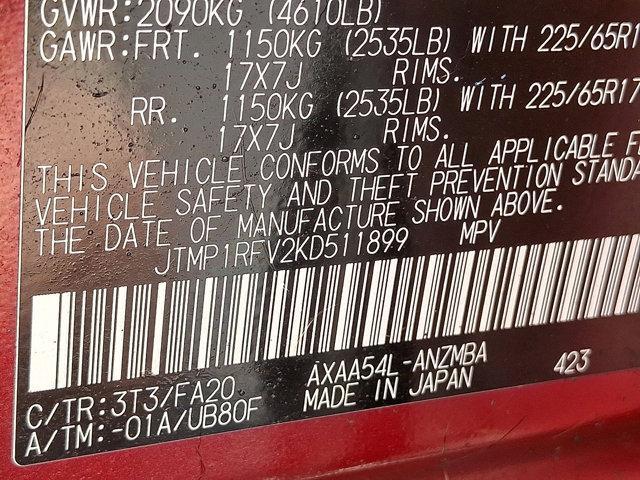 GVWR:2090KG (4610LB)
GAWR:FRT. 1150KG (2535LB) WITH 225/65R1
17X7J RIMS.
RR. 1150KG (2535LB) WITH 225/65R17
17X7J RIMS.
THIS VEHICLE CONFORMS TO ALL APPLICABLE F
VEHICLE SAFETY AND THEFT PREVENTION STANDA
THE DATE OF MANUFACTURE SHOWN ABOVE.
JTMP1RFV2KD511899 MPV
C/TR:3T3/FA20 AXAA54L-ANZMBA 423
A/TM:-01A/UB80F MADE IN JAPAN